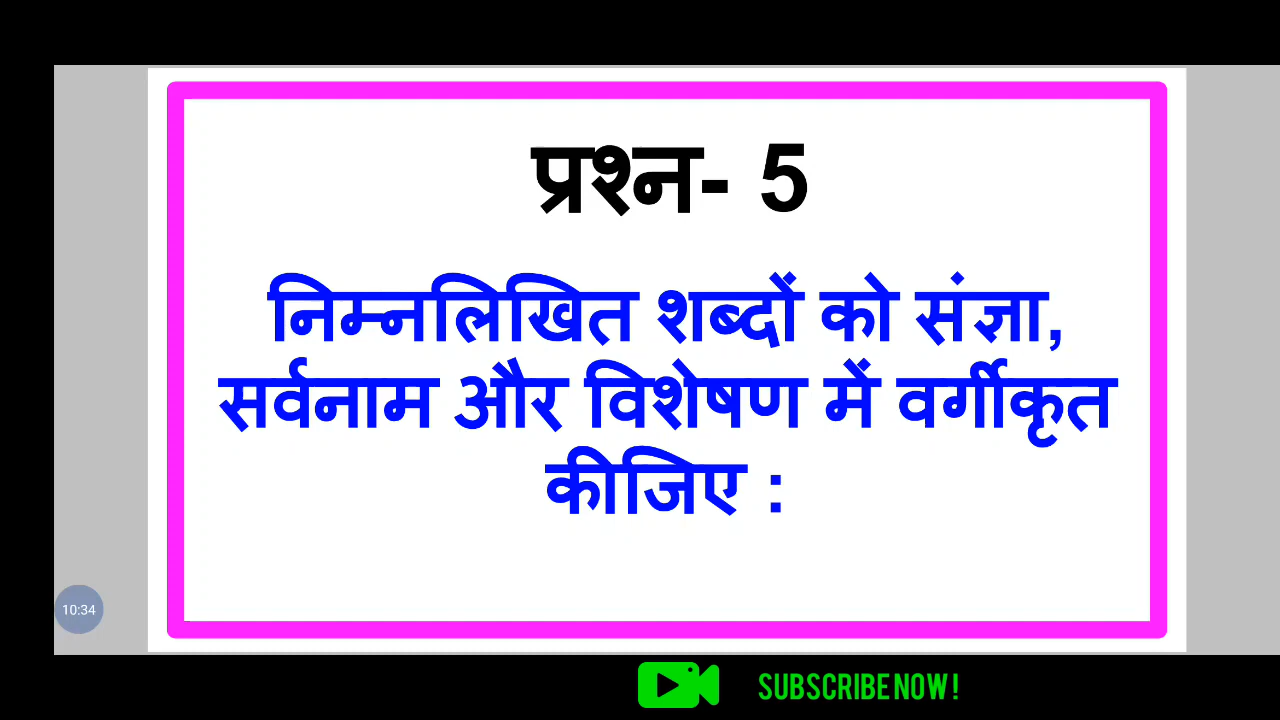 प्रश्न- 5
निम्नलिखित शब्दों को संज्ञा,
सर्वनाम और विशेषण में वर्गीकृत
कीजिए :
10:34
SUBSCRIBE NOW !